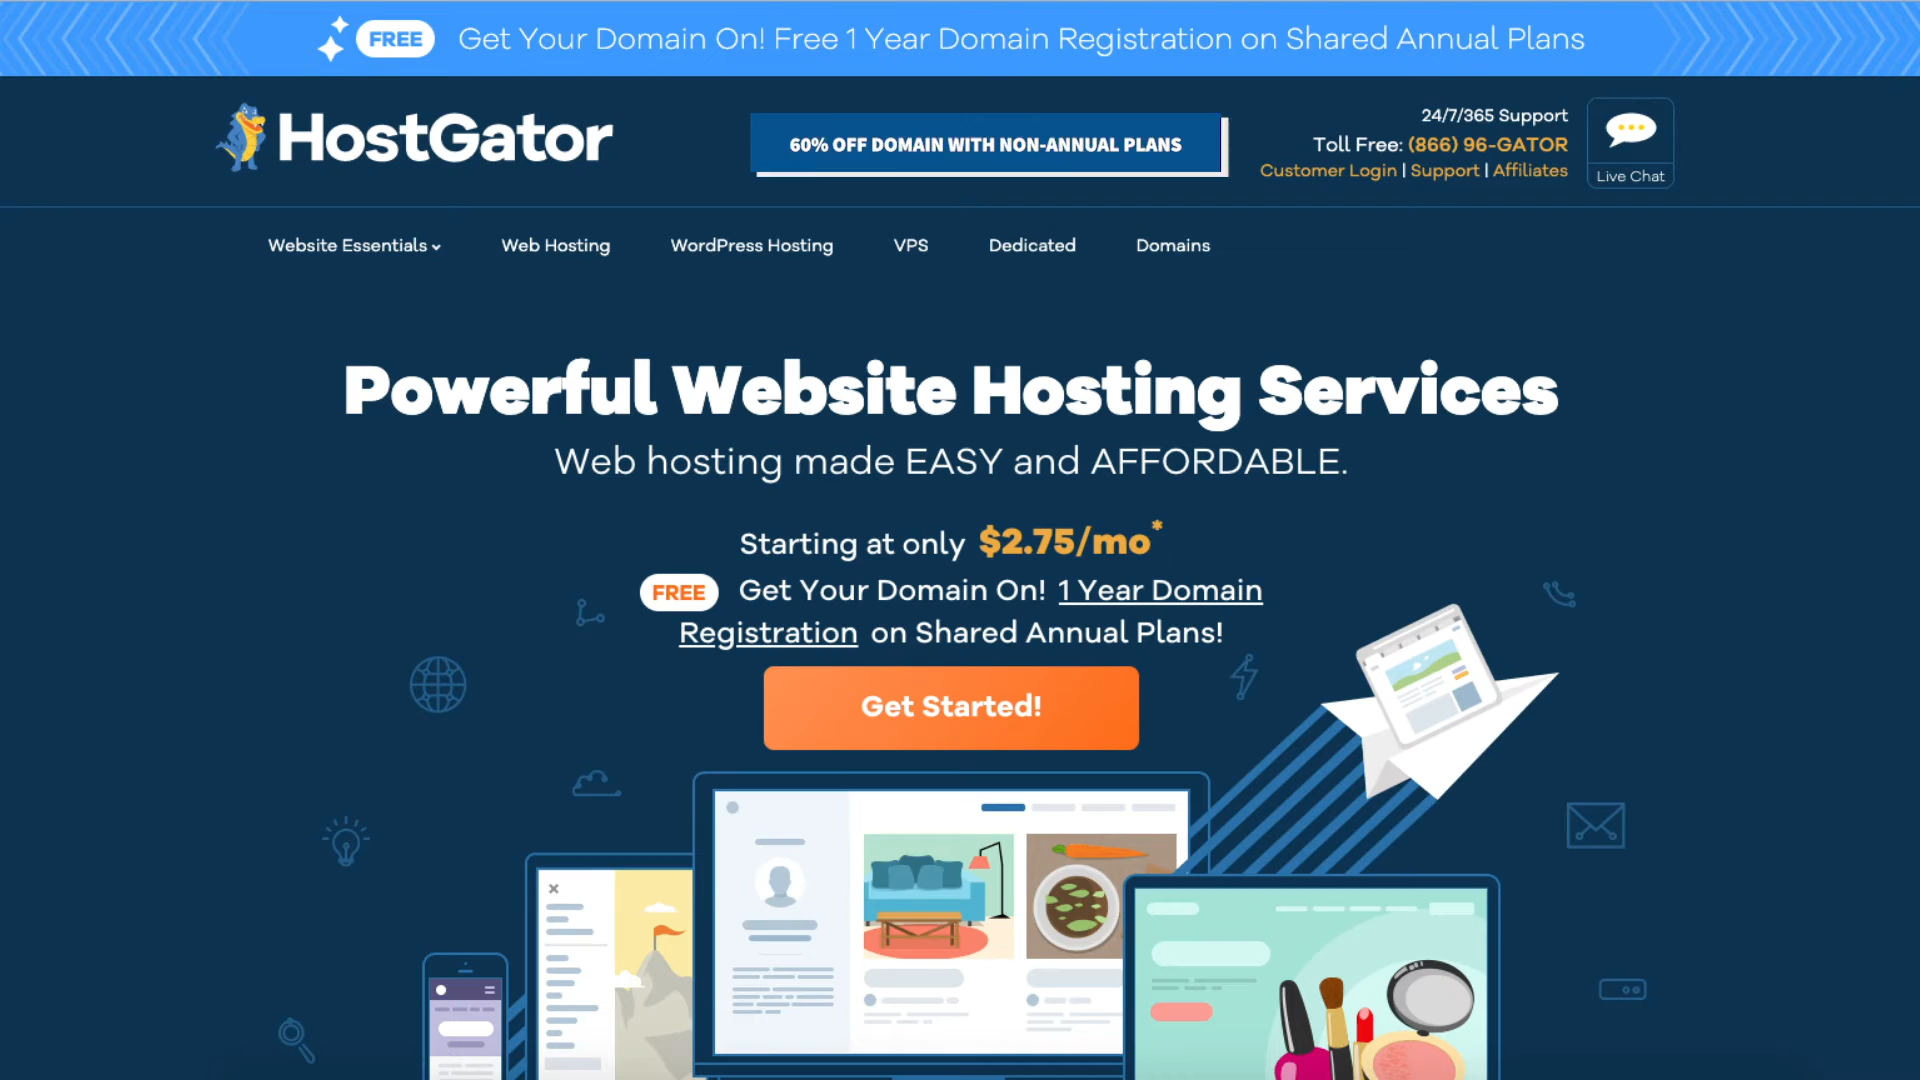 FREE Get Your Domain On! Free 1 Year Domain Registration on Shared Annual Plans
HostGator
60% OFF DOMAIN WITH NON-ANNUAL PLANS
24/7/365 Support
Toll Free: (866) 96-GATOR
Customer Login | Support | Affiliates
Live Chat
Website Essentials
Web Hosting
WordPress Hosting
VPS
Dedicated
Domains
Powerful Website Hosting Services
Web hosting made EASY and AFFORDABLE.
Starting at only $2.75/mo*
FREE Get Your Domain On! 1 Year Domain
Registration on Shared Annual Plans!
Get Started!